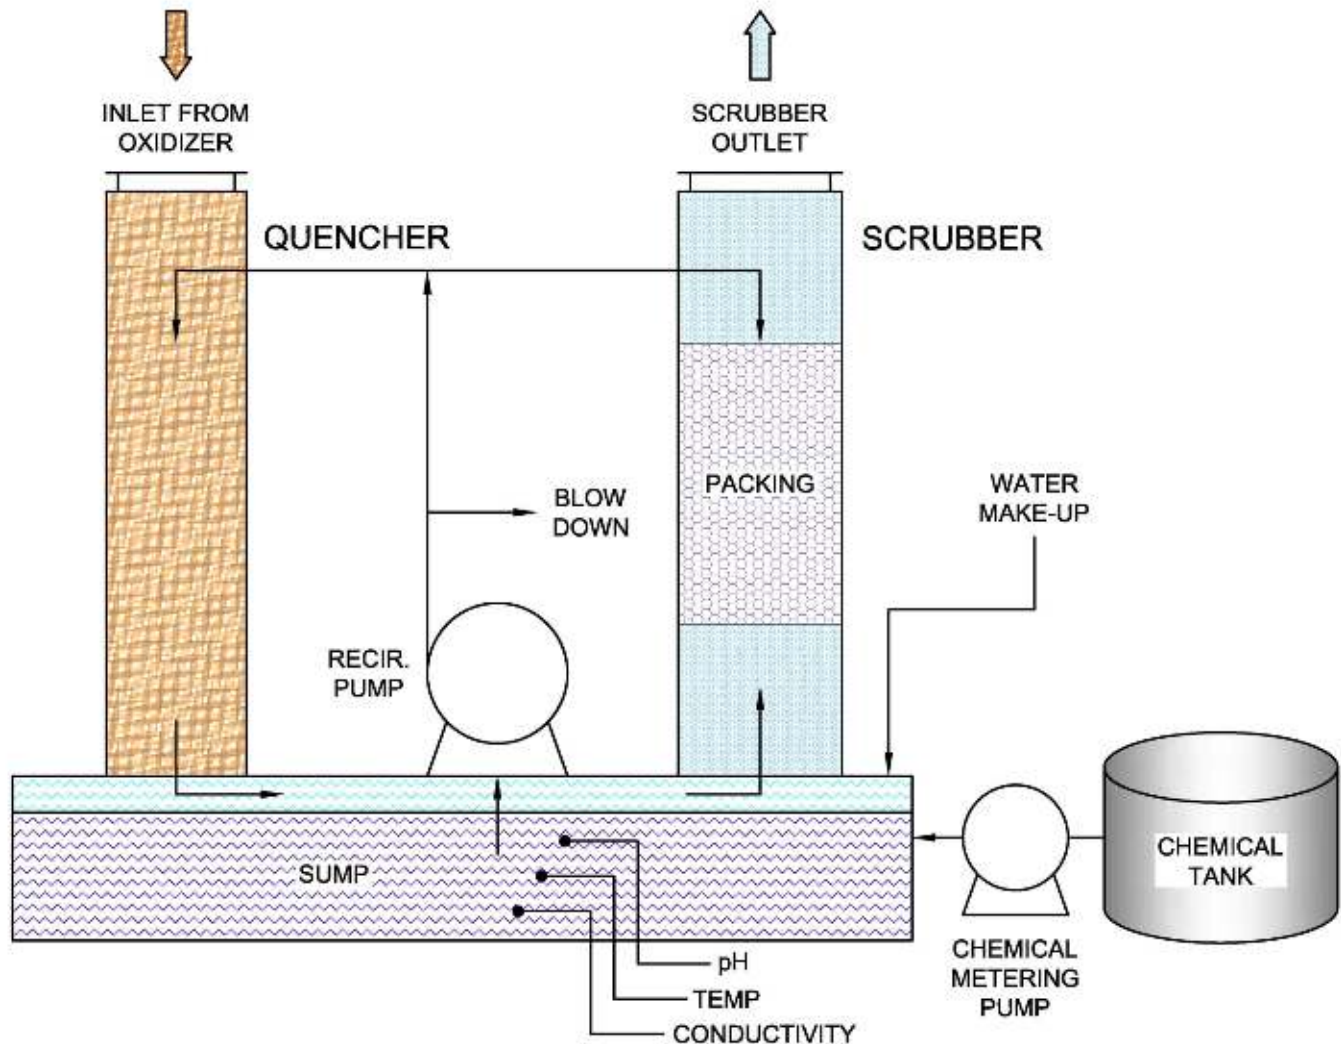 INLET FROM
OXIDIZER
SCRUBBER
OUTLET
QUENCHER
SCRUBBER
PACKING
BLOW
DOWN
WATER
MAKE-UP
RECIR.
PUMP
SUMP
CHEMICAL
TANK
pH
TEMP
CONDUCTIVITY
CHEMICAL
METERING
PUMP